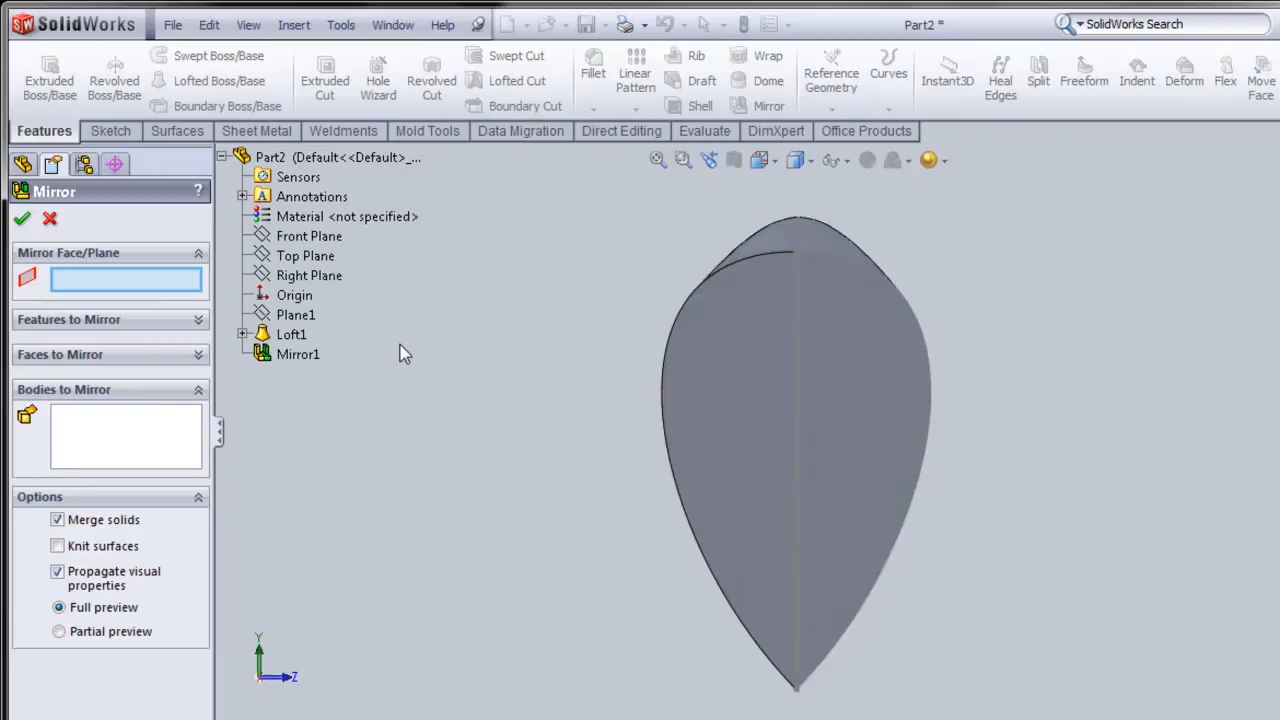 SolidWorks File Edit View Insert Tools Window Help Part2 * SolidWorks Search
Extruded Boss/Base
Revolved Boss/Base
Swept Boss/Base
Lofted Boss/Base
Boundary Boss/Base
Extruded Cut
Hole Wizard
Revolved Cut
Swept Cut
Lofted Cut
Boundary Cut
Fillet
Linear Pattern
Rib
Draft
Shell
Wrap
Dome
Mirror
Reference Geometry
Curves
Instant3D
Heal Edges
Split
Freeform
Indent
Deform
Flex
Move Face
Features Sketch Surfaces Sheet Metal Weldments Mold Tools Data Migration Direct Editing Evaluate DimXpert Office Products
Mirror ?
Mirror Face/Plane
Features to Mirror
Faces to Mirror
Bodies to Mirror
Options
Merge solids
Knit surfaces
Propagate visual
properties
Full preview
Partial preview
Part2 (Default<<Default>_...
Sensors
Annotations
Material <not specified>
Front Plane
Top Plane
Right Plane
Origin
Plane1
Loft1
Mirror1
Y
Z